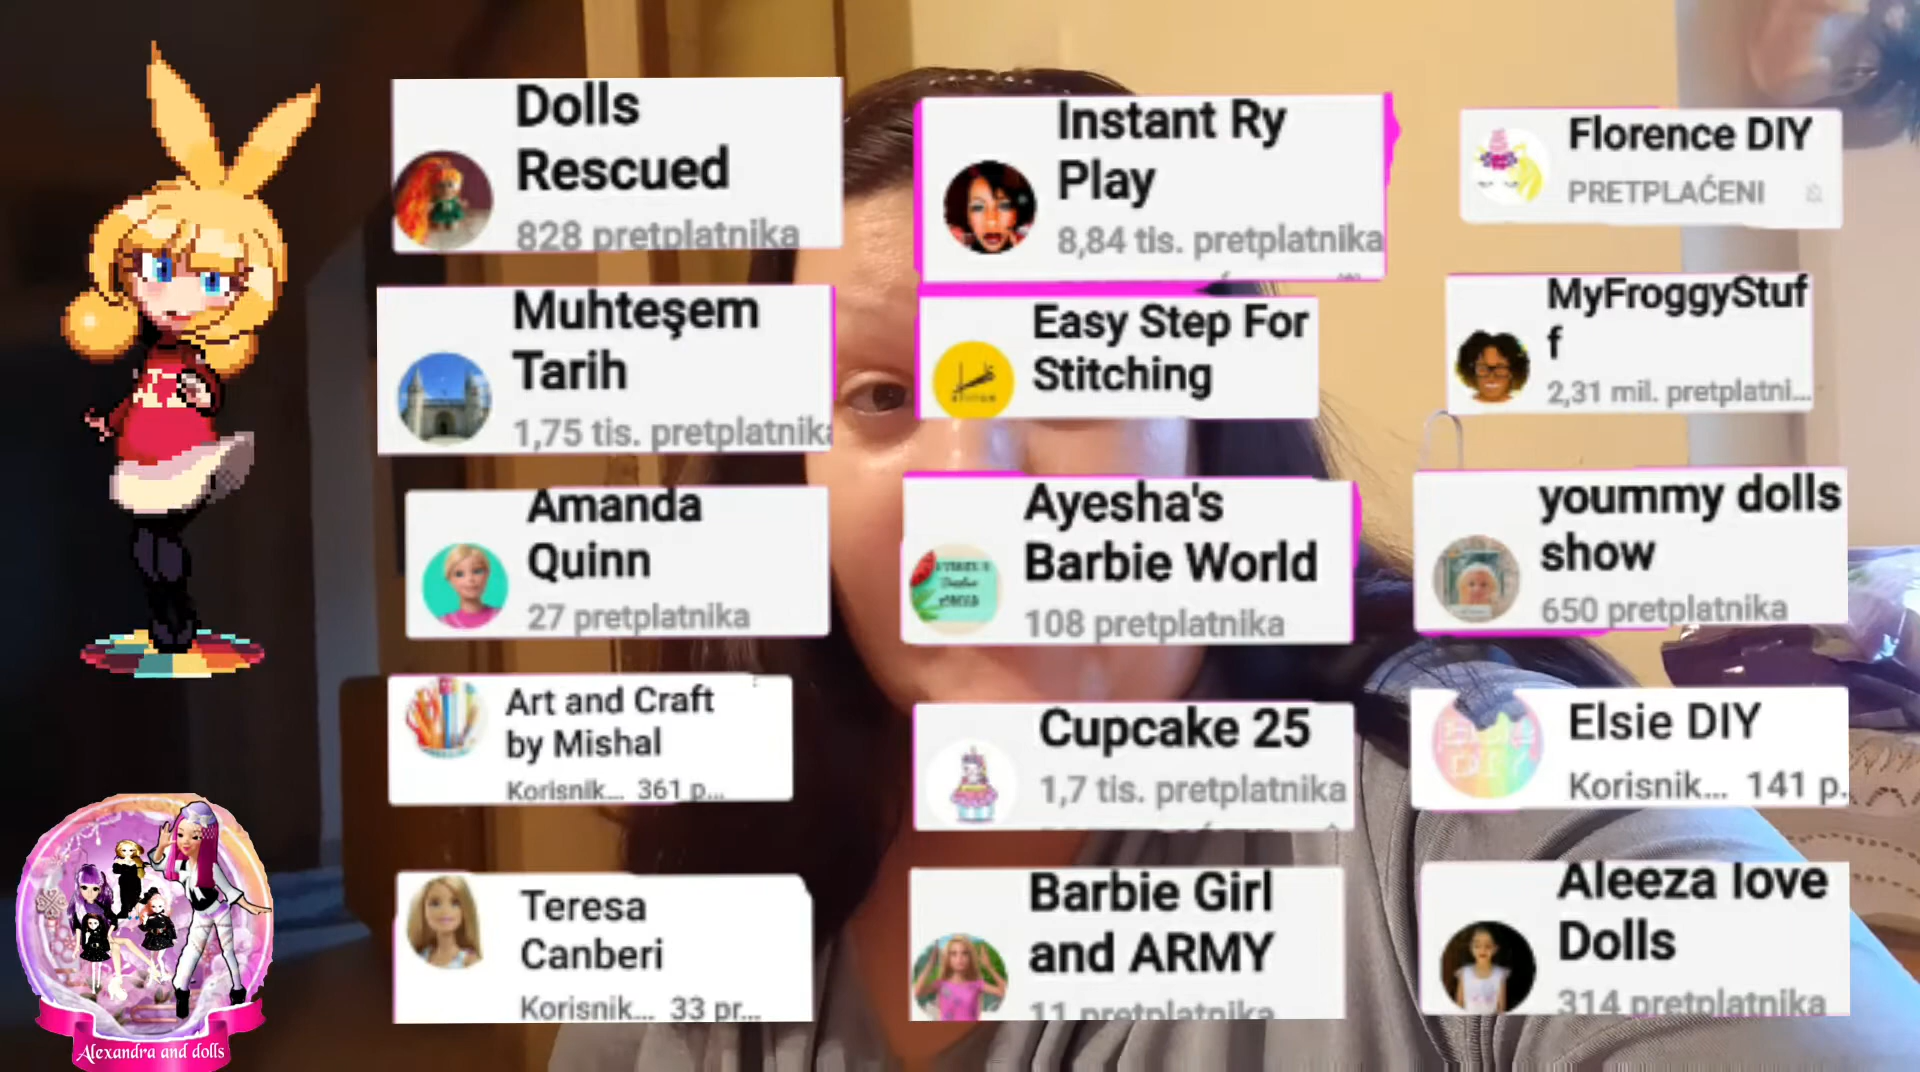 Dolls
Rescued
828 pretplatnika
Instant Ry
Play
8,84 tis. pretplatnika
Florence DIY
PRETPLAĆENI
Muhteşem
Tarih
1,75 tis. pretplatnika
Easy Step For
Stitching
MyFroggyStuf
f
2,31 mil. pretplatni...
Amanda
Quinn
27 pretplatnika
Ayesha's
Barbie World
108 pretplatnika
yoummy dolls
show
650 pretplatnika
Art and Craft
by Mishal
Korisnik... 361 p...
Cupcake 25
1,7 tis. pretplatnika
Elsie DIY
Korisnik... 141 p..
Teresa
Canberi
Korisnik... 33 pr...
Barbie Girl
and ARMY
11 pretplatnika
Aleeza love
Dolls
314 pretplatnika
Alexandra and dolls